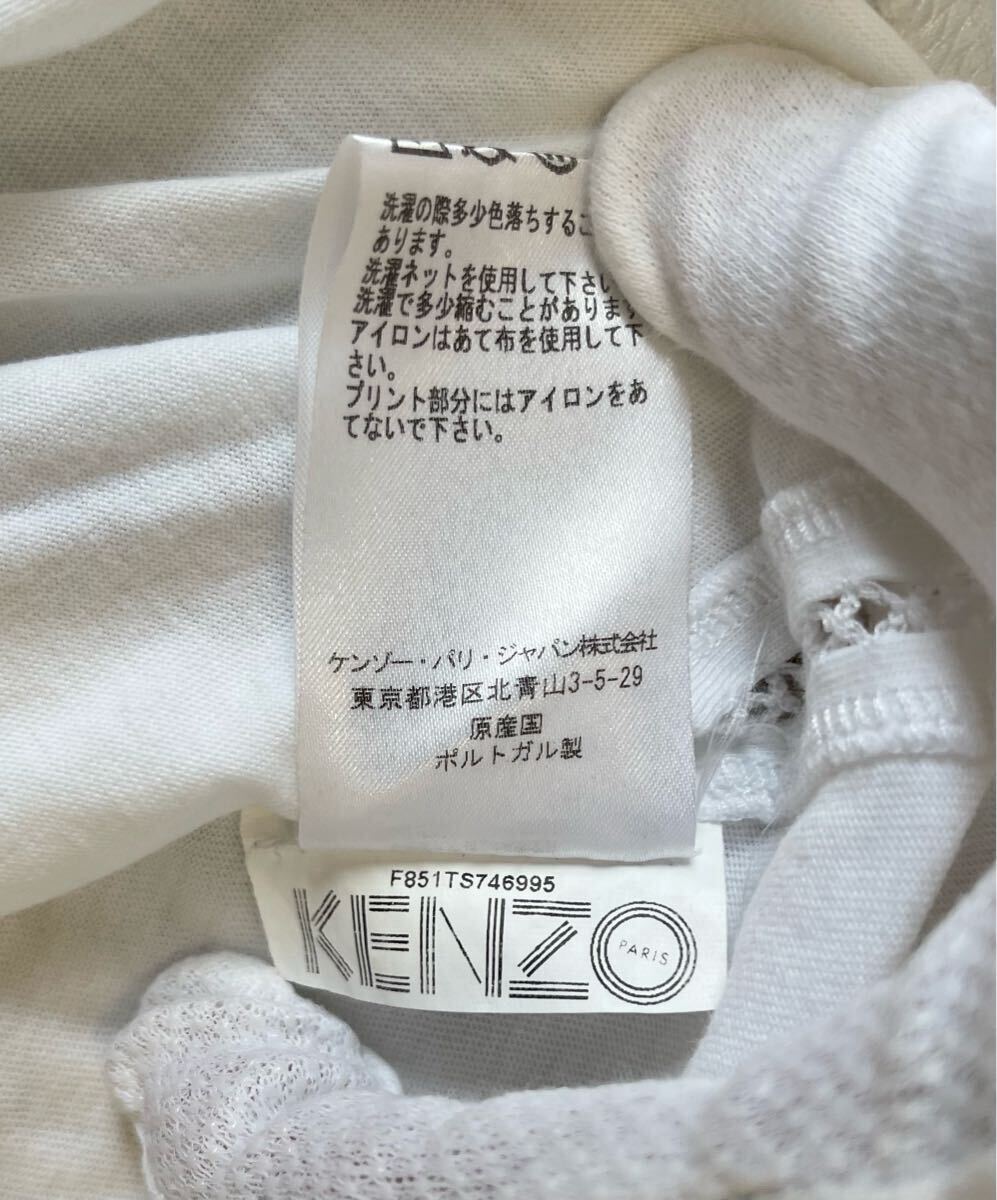 洗濯の際多少色落ちするこ
あります。
洗濯ネットを使用して下さい
洗濯で多少縮むことがあります
アイロンはあて布を使用して下
さい。
プリント部分にはアイロンをあ
てないで下さい。
ケンゾー・パリ・ジャパン株式会社
東京都港区北青山3-5-29
原産国
ポルトガル製
F851TS746995
KENZO
PARIS